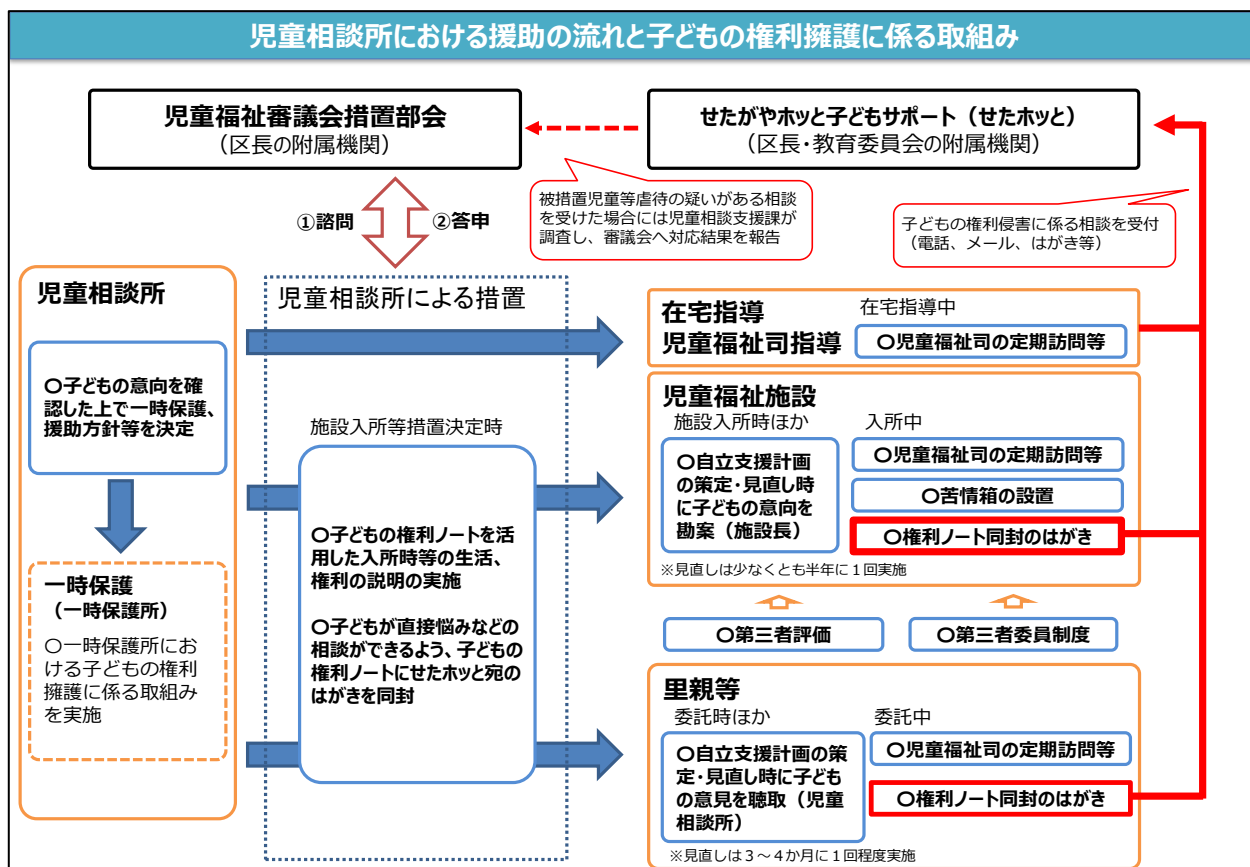 児童相談所における援助の流れと子どもの権利擁護に係る取組み
児童福祉審議会措置部会
（区長の附属機関）
せたがやホッと子どもサポート（せたホッと）
（区長・教育委員会の附属機関）
①諮問
②答申
被措置児童等虐待の疑いがある相談
を受けた場合には児童相談支援課が
調査し、審議会へ対応結果を報告
子どもの権利侵害に係る相談を受付
（電話、メール、はがき等）
児童相談所
〇子どもの意向を確
認した上で一時保護、
援助方針等を決定
一時保護
（一時保護所）
〇一時保護所にお
ける子どもの権利
擁護に係る取組み
を実施
児童相談所による措置
施設入所等措置決定時
〇子どもの権利ノートを活
用した入所時等の生活、
権利の説明の実施
〇子どもが直接悩みなどの
相談ができるよう、子どもの
権利ノートにせたホッと宛の
はがきを同封
在宅指導
児童福祉司指導
在宅指導中
〇児童福祉司の定期訪問等
児童福祉施設
施設入所時ほか
〇自立支援計画
の策定・見直し時
に子どもの意向を
勘案（施設長）
入所中
〇児童福祉司の定期訪問等
〇苦情箱の設置
〇権利ノート同封のはがき
※見直しは少なくとも半年に１回実施
〇第三者評価
〇第三者委員制度
里親等
委託時ほか
〇自立支援計画の策
定・見直し時に子ども
の意見を聴取（児童
相談所）
委託中
〇児童福祉司の定期訪問等
〇権利ノート同封のはがき
※見直しは３～４か月に１回程度実施